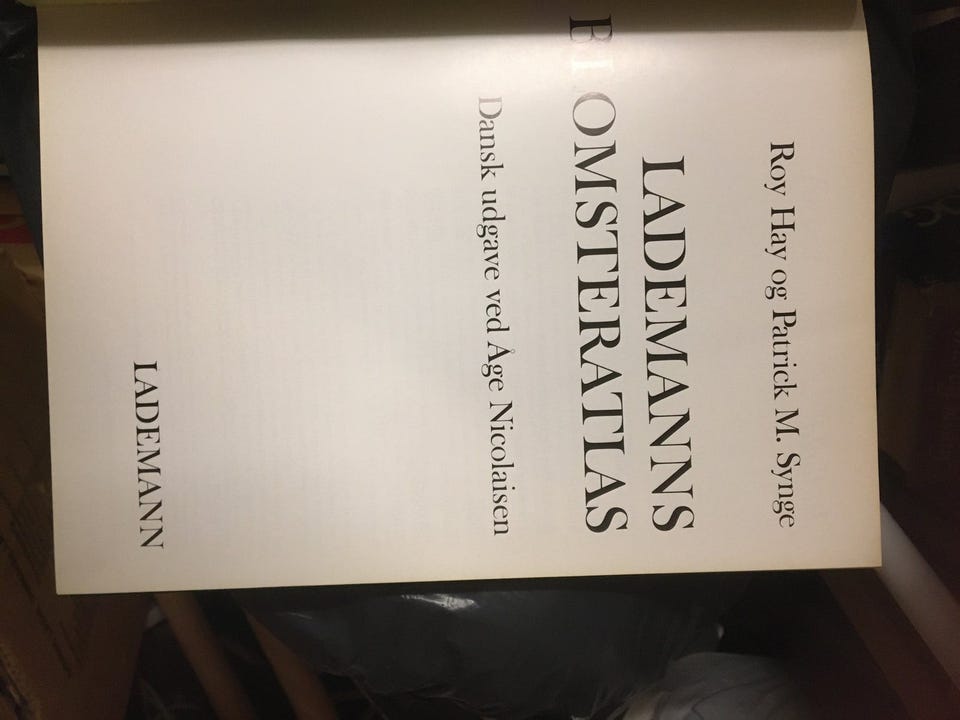 Roy Hay og Patrick M. Synge
LADEMANNS
BLOMSTERATLAS
Dansk udgave ved Åge Nicolaisen
LADEMANN